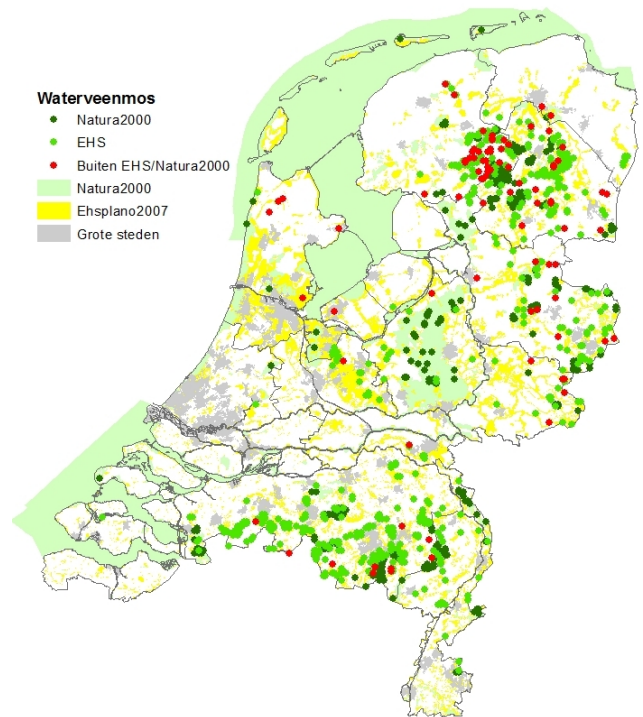 Waterveenmos
Natura2000
EHS
Buiten EHS/Natura2000
Natura2000
Ehsplano2007
Grote steden